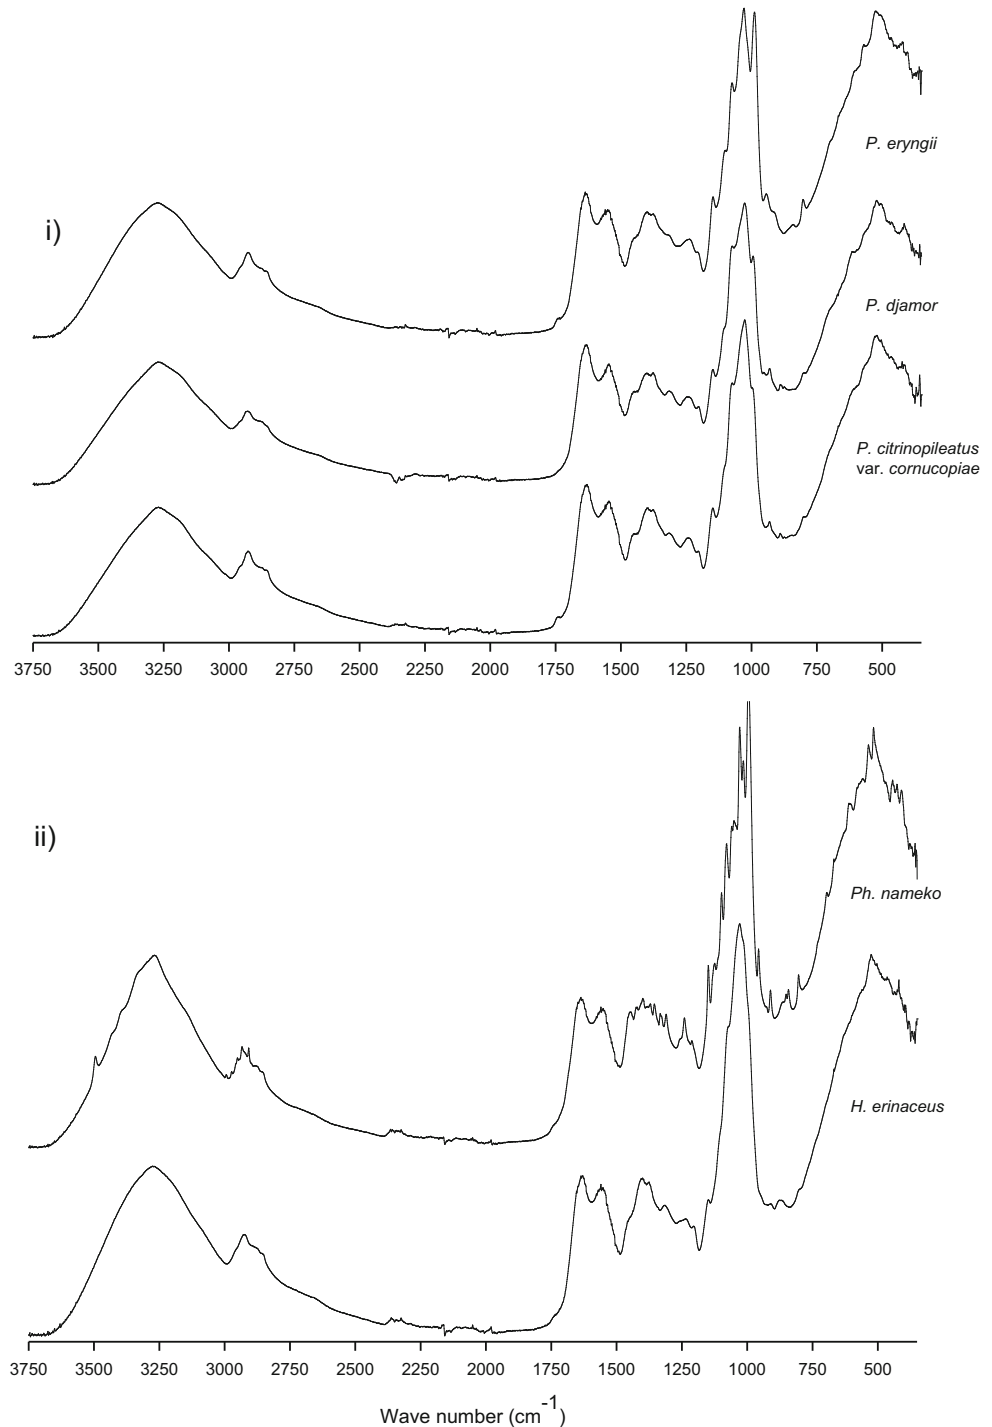 P. eryngii
i)
P. djamor
P. citrinopileatus
var. cornucopiae
3750 3500 3250 3000 2750 2500 2250 2000 1750 1500 1250 1000 750 500
ii)
Ph. nameko
H. erinaceus
3750 3500 3250 3000 2750 2500 2250 2000 1750 1500 1250 1000 750 500
Wave number (cm-1)